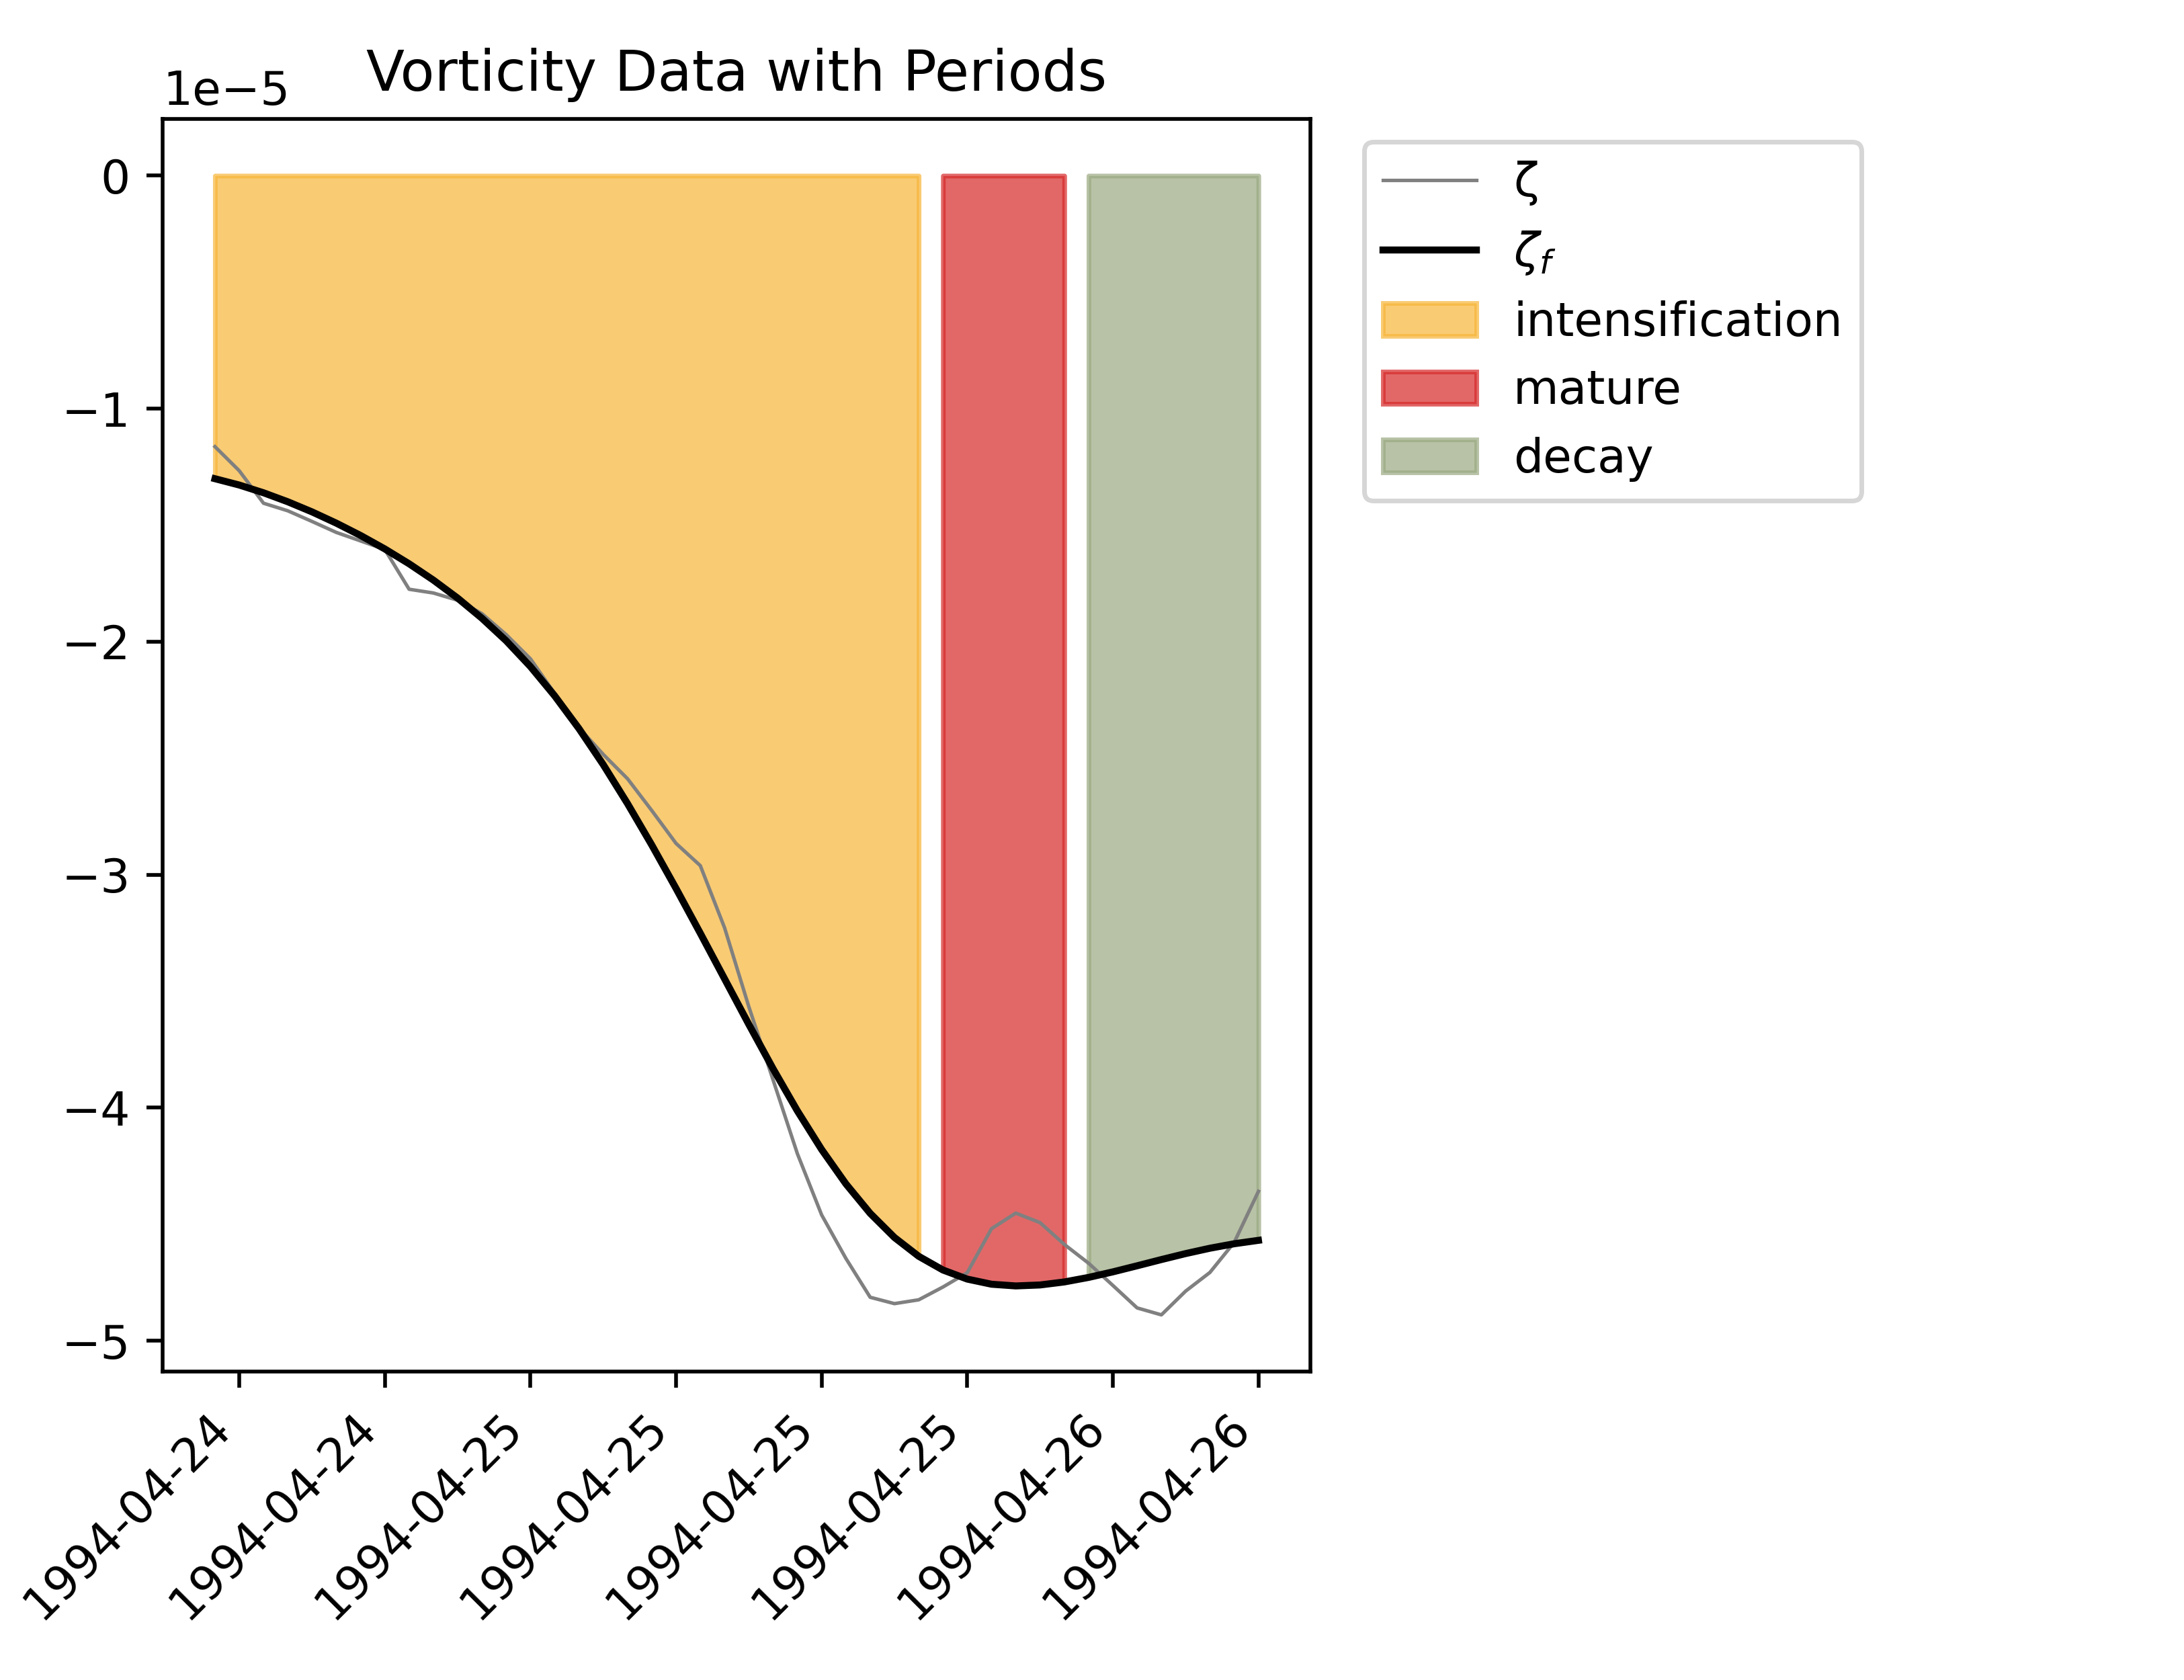 Vorticity Data with Periods
1e−5
0
−1
−2
−3
−4
−5
1994-04-24
1994-04-24
1994-04-25
1994-04-25
1994-04-25
1994-04-25
1994-04-26
1994-04-26
ζ
ζ_f
intensification
mature
decay